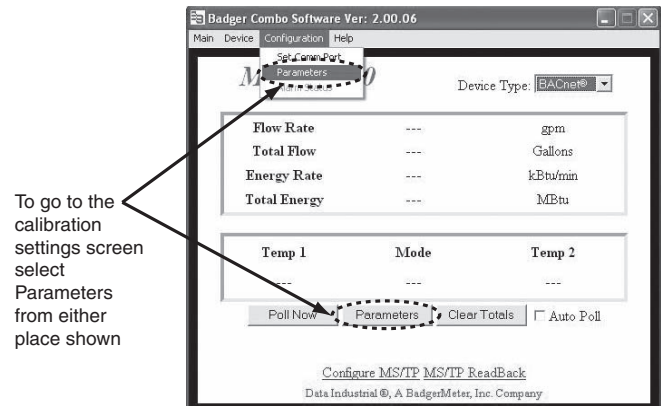 Badger Combo Software Ver: 2.00.06
Main Device Configuration Help
Set Comm Port
Parameters
Alarm Status
M 0
Device Type: BACnet®
Flow Rate --- gpm
Total Flow --- Gallons
Energy Rate --- kBtu/min
Total Energy --- MBtu
To go to the
calibration
settings screen
select
Parameters
from either
place shown
Temp 1 Mode Temp 2
--- --- ---
Poll Now Parameters Clear Totals Auto Poll
Configure MS/TP MS/TP ReadBack
Data Industrial ®, A BadgerMeter, Inc. Company